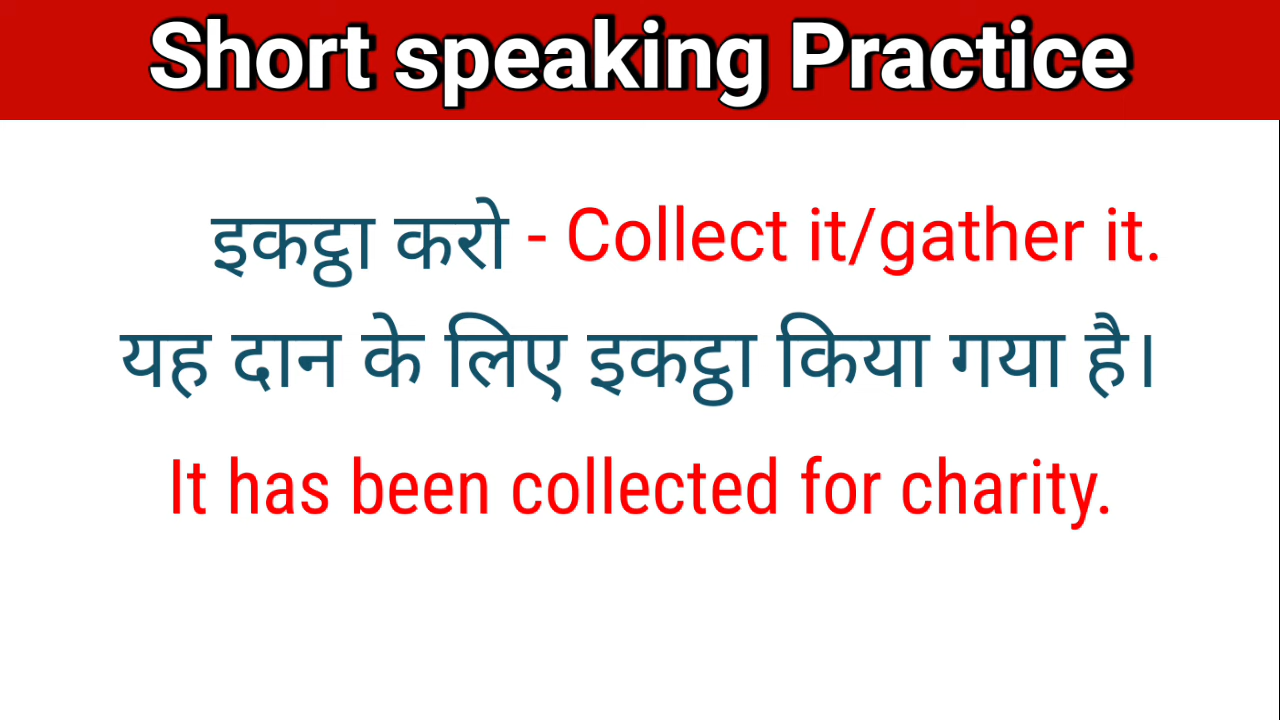 Short speaking Practice
इकट्ठा करो - Collect it/gather it.
यह दान के लिए इकट्ठा किया गया है।
It has been collected for charity.